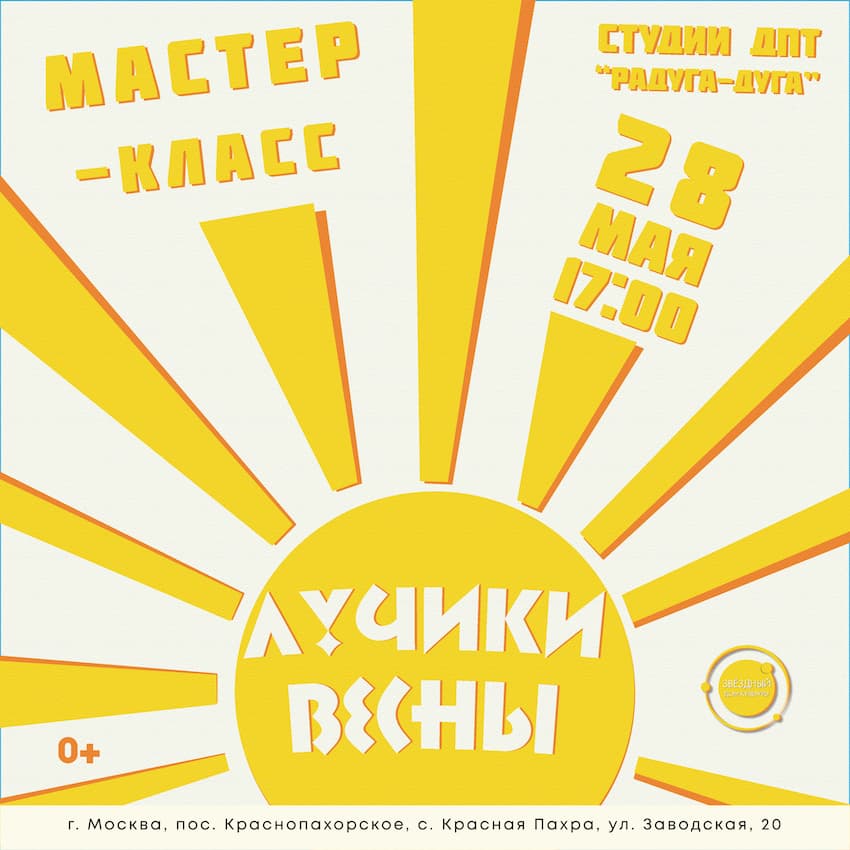 МАСТЕР
-КЛАСС
СТУДИИ ДПТ
"РАДУГА-ДУГА"
28
МАЯ
17:00
ЛУЧИКИ
ВЕСНЫ
ЗВЁЗДНЫЙ
0+
г. Москва, пос. Краснопахорское, с. Красная Пахра, ул. Заводская, 20